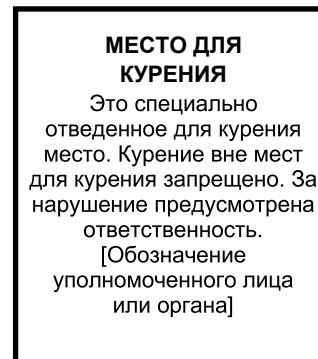 МЕСТО ДЛЯ
КУРЕНИЯ
Это специально
отведенное для курения
место. Курение вне мест
для курения запрещено. За
нарушение предусмотрена
ответственность.
[Обозначение
уполномоченного лица
или органа]